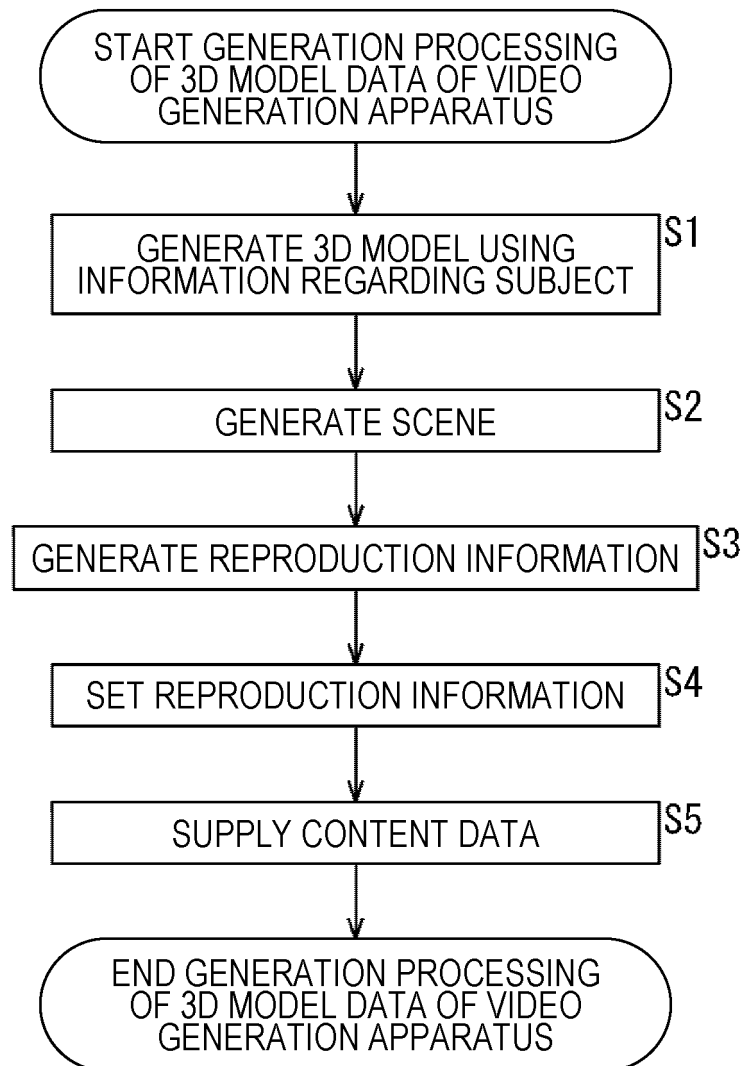 START GENERATION PROCESSING
OF 3D MODEL DATA OF VIDEO
GENERATION APPARATUS
S1
GENERATE 3D MODEL USING
INFORMATION REGARDING SUBJECT
S2
GENERATE SCENE
S3
GENERATE REPRODUCTION INFORMATION
S4
SET REPRODUCTION INFORMATION
S5
SUPPLY CONTENT DATA
END GENERATION PROCESSING
OF 3D MODEL DATA OF VIDEO
GENERATION APPARATUS